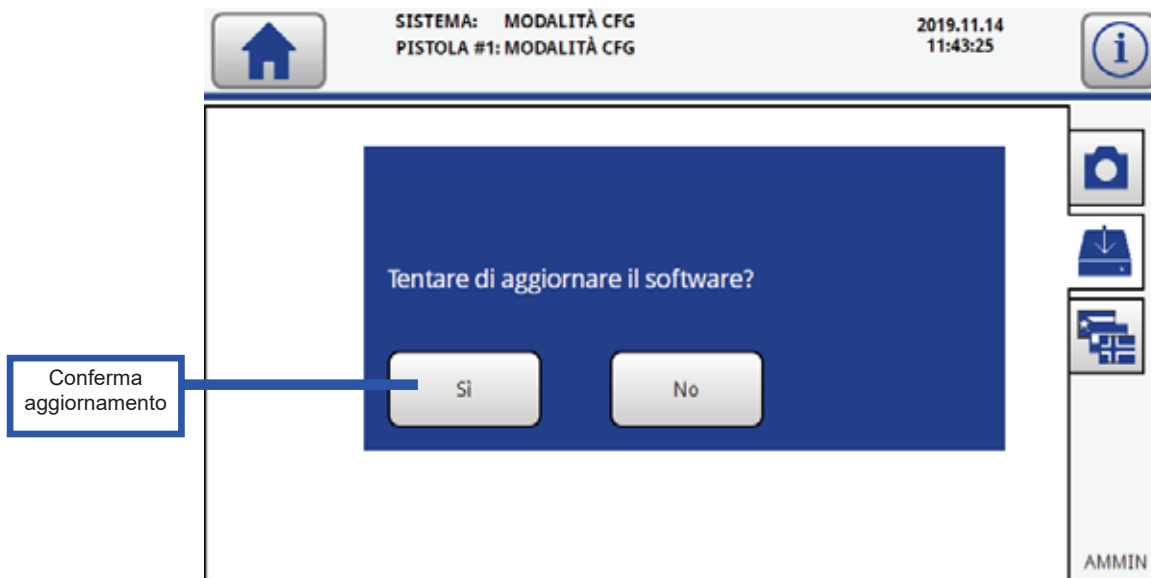 SISTEMA: MODALITÀ CFG
2019.11.14
PISTOLA #1: MODALITÀ CFG
11:43:25
i
Tentare di aggiornare il software?
Conferma
aggiornamento
Sì
No
AMMIN